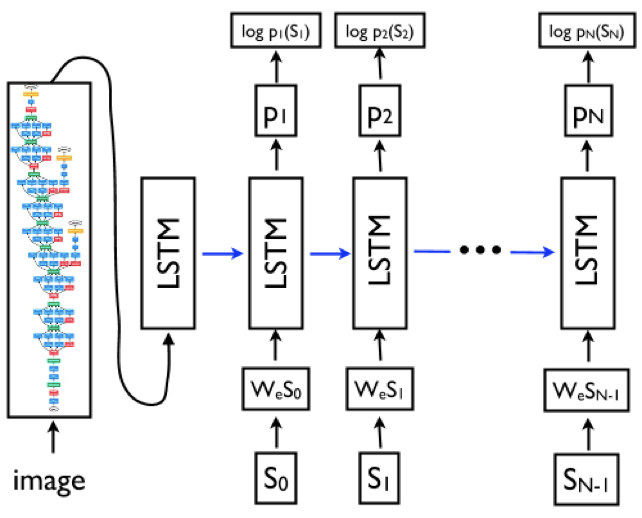 log p₁(S₁) log p₂(S₂) log pN(SN)
p₁ p₂ pN
LSTM LSTM LSTM ••• LSTM
WeS₀ WeS₁ WeSN-1
image S₀ S₁ SN-1